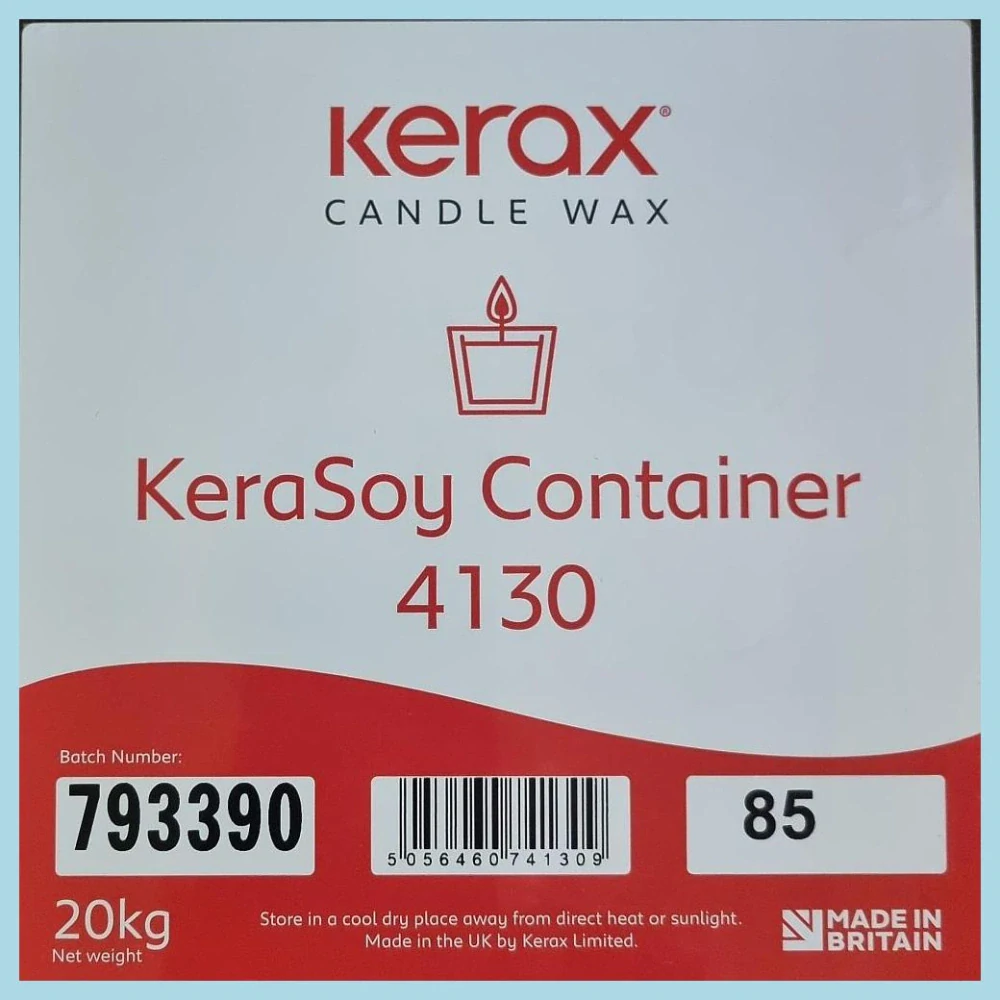 Kerax®
CANDLE WAX
KeraSoy Container
4130
Batch Number:
793390
5 056460 741309
85
20kg
Net weight
Store in a cool dry place away from direct heat or sunlight.
Made in the UK by Kerax Limited.
MADE IN
BRITAIN